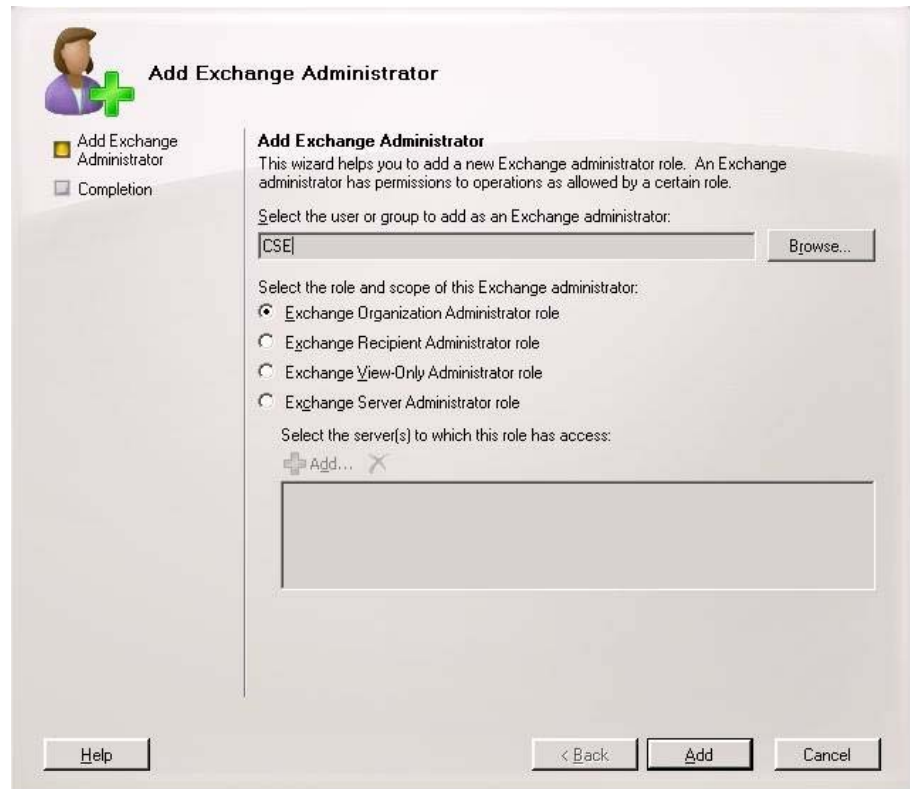 Add Exchange Administrator
Add Exchange
Administrator
Completion
Add Exchange Administrator
This wizard helps you to add a new Exchange administrator role. An Exchange
administrator has permissions to operations as allowed by a certain role.
Select the user or group to add as an Exchange administrator:
CSE
Browse...
Select the role and scope of this Exchange administrator:
Exchange Organization Administrator role
Exchange Recipient Administrator role
Exchange View-Only Administrator role
Exchange Server Administrator role
Select the server(s) to which this role has access:
Add...
Help
< Back
Add
Cancel